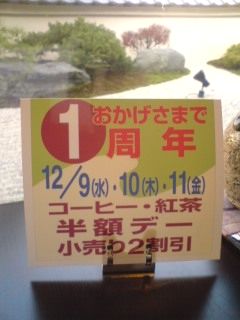 おかげさまで
1周年
12/9(水)・10(木)・11(金)
コーヒー・紅茶
半額デー
小売り2割引